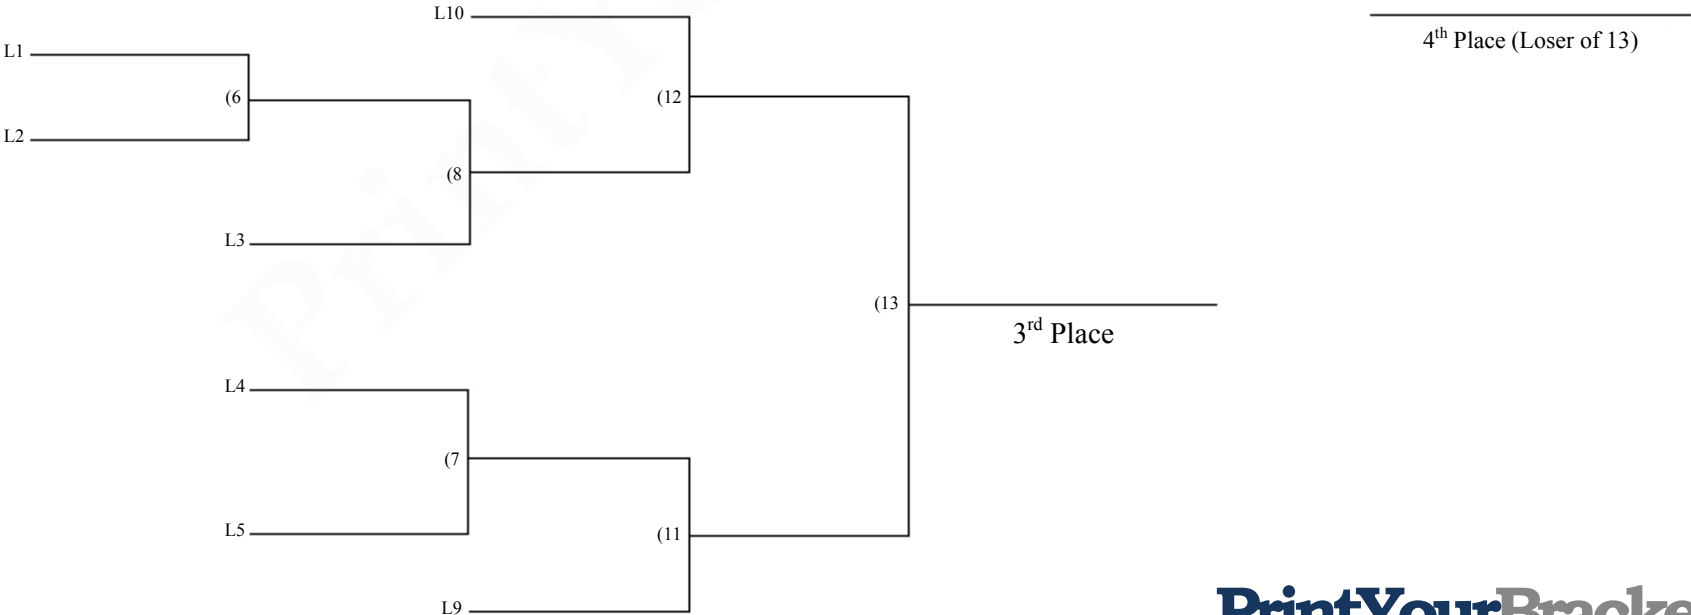 L10
4th Place (Loser of 13)
L1
(6
(12
L2
(8
L3
(13
3rd Place
L4
(7
L5
(11
L9